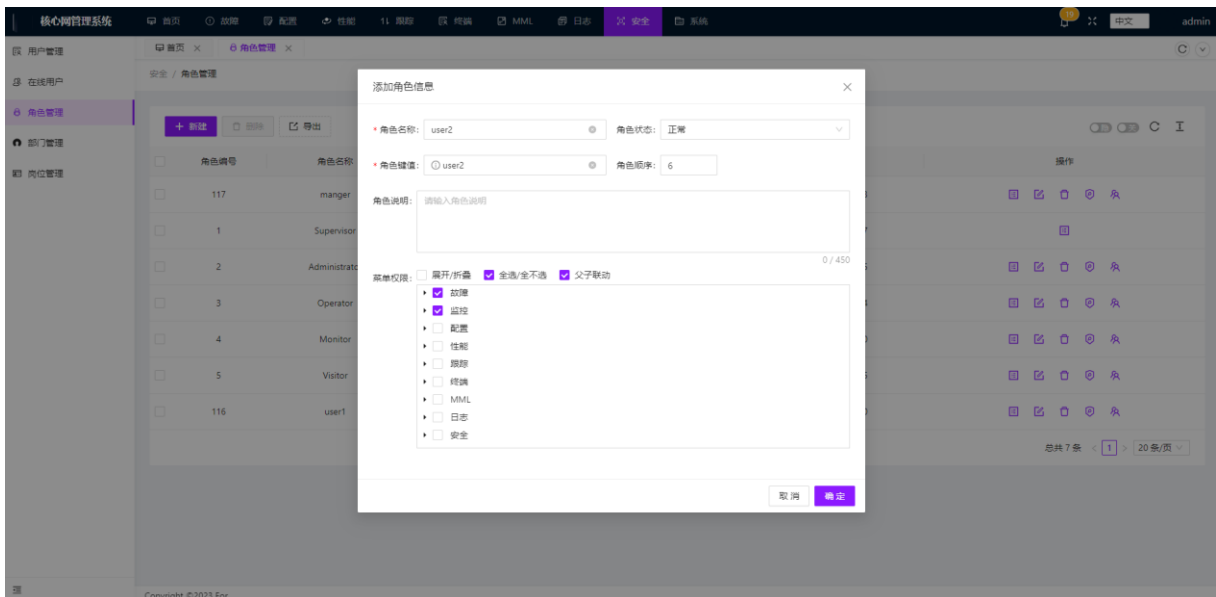 核心网管理系统 首页 故障 配置 性能 跟踪 终端 MML 日志 安全 系统 19 中文 admin
用户管理
在线用户
角色管理
部门管理
岗位管理
首页 角色管理
安全 / 角色管理
新建 删除 导出
角色编号 角色名称 操作
117 manger
1 Supervisor
2 Administrato
3 Operator
4 Monitor
5 Visitor
116 user1
总共 7 条 < 1 > 20 条/页
添加角色信息
* 角色名称: user2 角色状态: 正常
* 角色键值: user2 角色顺序: 6
角色说明: 请输入角色说明
0 / 450
菜单权限: 展开/折叠 全选/全不选 父子联动
故障
监控
配置
性能
跟踪
终端
MML
日志
安全
取消 确定
Copyright ©2023 For